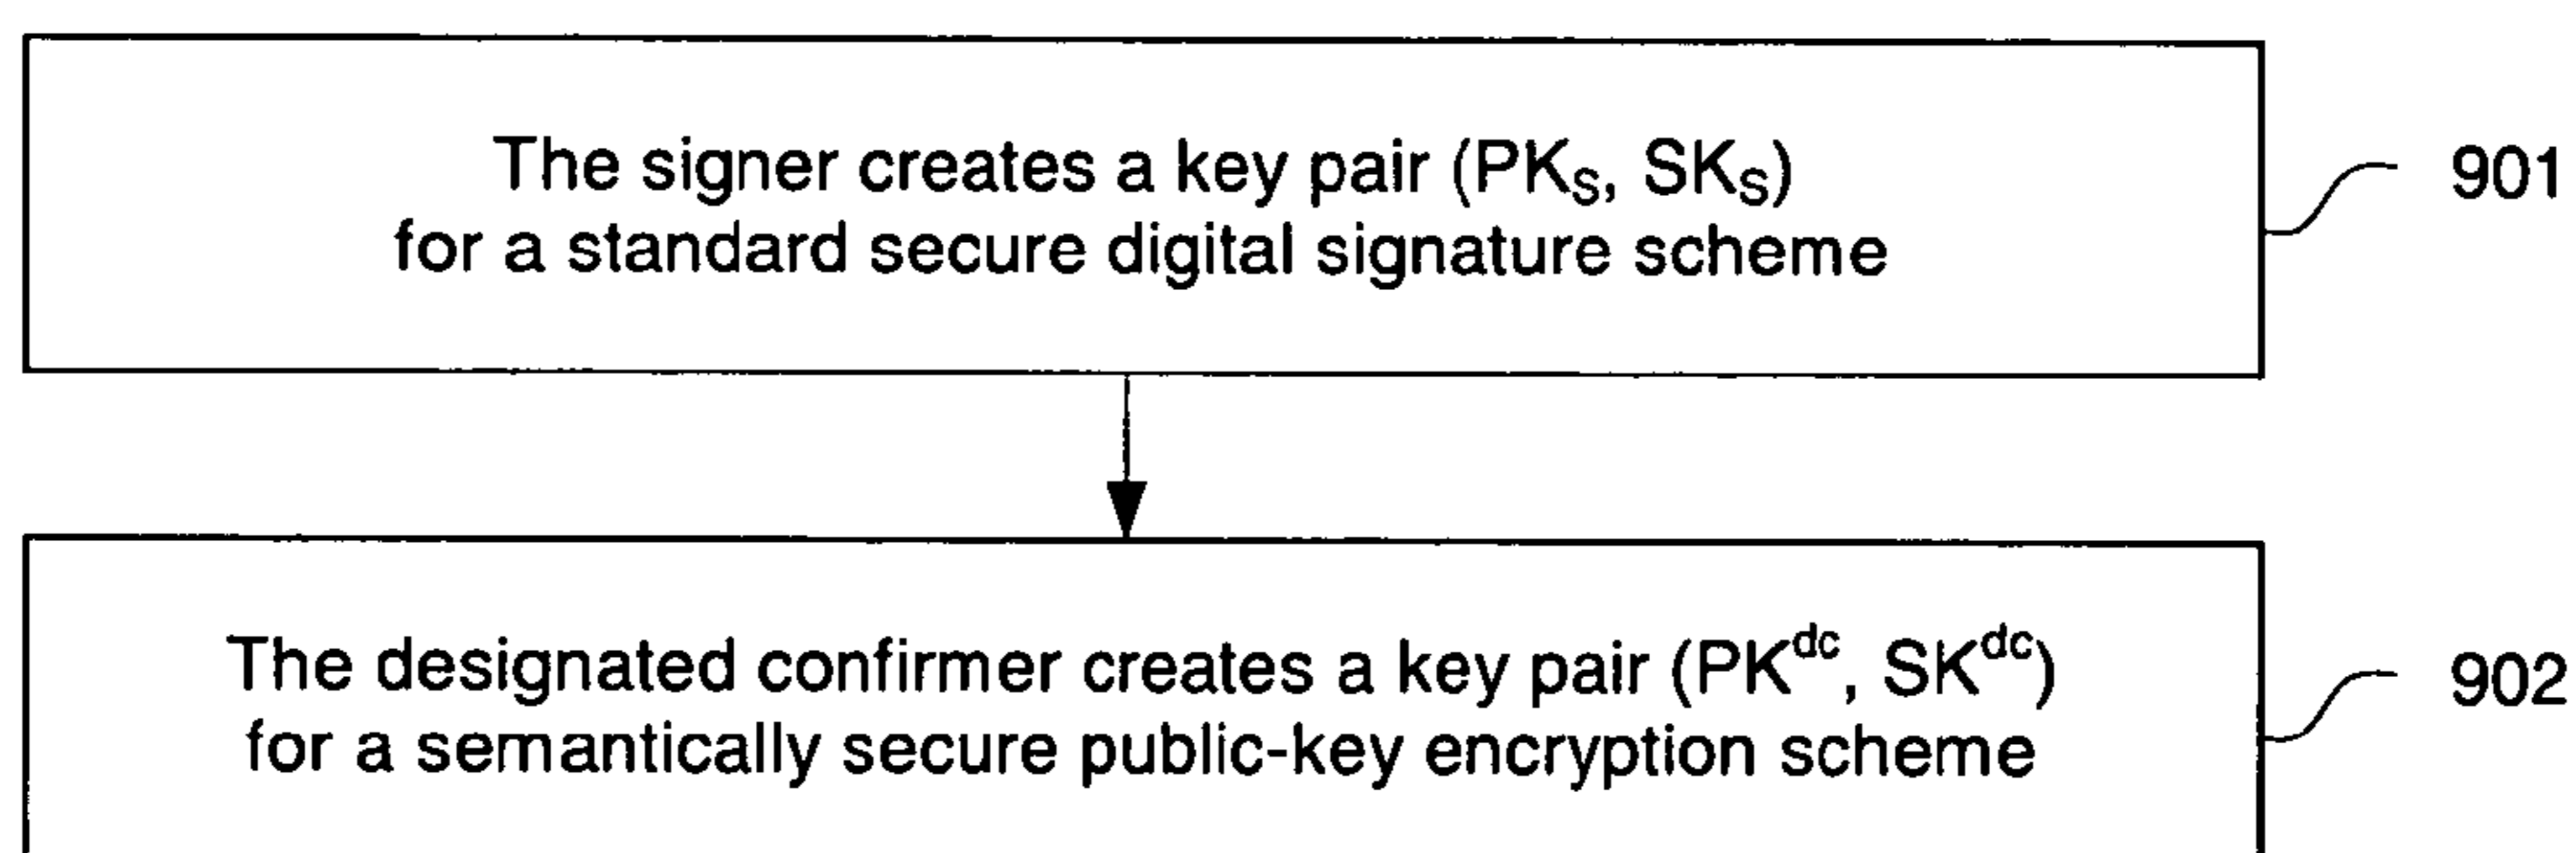 The signer creates a key pair (PKₛ, SKₛ)
for a standard secure digital signature scheme
901
The designated confirmer creates a key pair (PKᵈᶜ, SKᵈᶜ)
for a semantically secure public-key encryption scheme
902